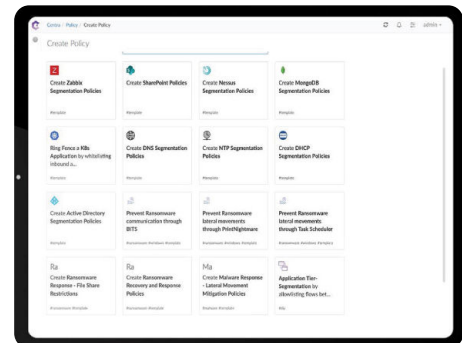 Centra / Policy / Create Policy
admin
Create Policy
Z
Create Zabbix
Segmentation Policies
#template
Create SharePoint Policies
#template
Create Nessus
Segmentation Policies
#template
Create MongoDB
Segmentation Policies
#template
Ring Fence a K8s
Application by whitelisting
inbound a...
#template
Create DNS Segmentation
Policies
#template
Create NTP Segmentation
Policies
#template
Create DHCP
Segmentation Policies
#template
Create Active Directory
Segmentation Policies
#template
Prevent Ransomware
communication through
BITS
#ransomware #windows #template
Prevent Ransomware
lateral movements
through PrintNightmare
#ransomware #windows #template
Prevent Ransomware
lateral movements
through Task Scheduler
#ransomware #windows #template
Ra
Create Ransomware
Response - File Share
Restrictions
#ransomware #template
Ra
Create Ransomware
Recovery and Response
Policies
#ransomware #template
Ma
Create Malware Response
- Lateral Movement
Mitigation Policies
#malware #template
Application Tier-
Segmentation by
allowlisting flows bet...